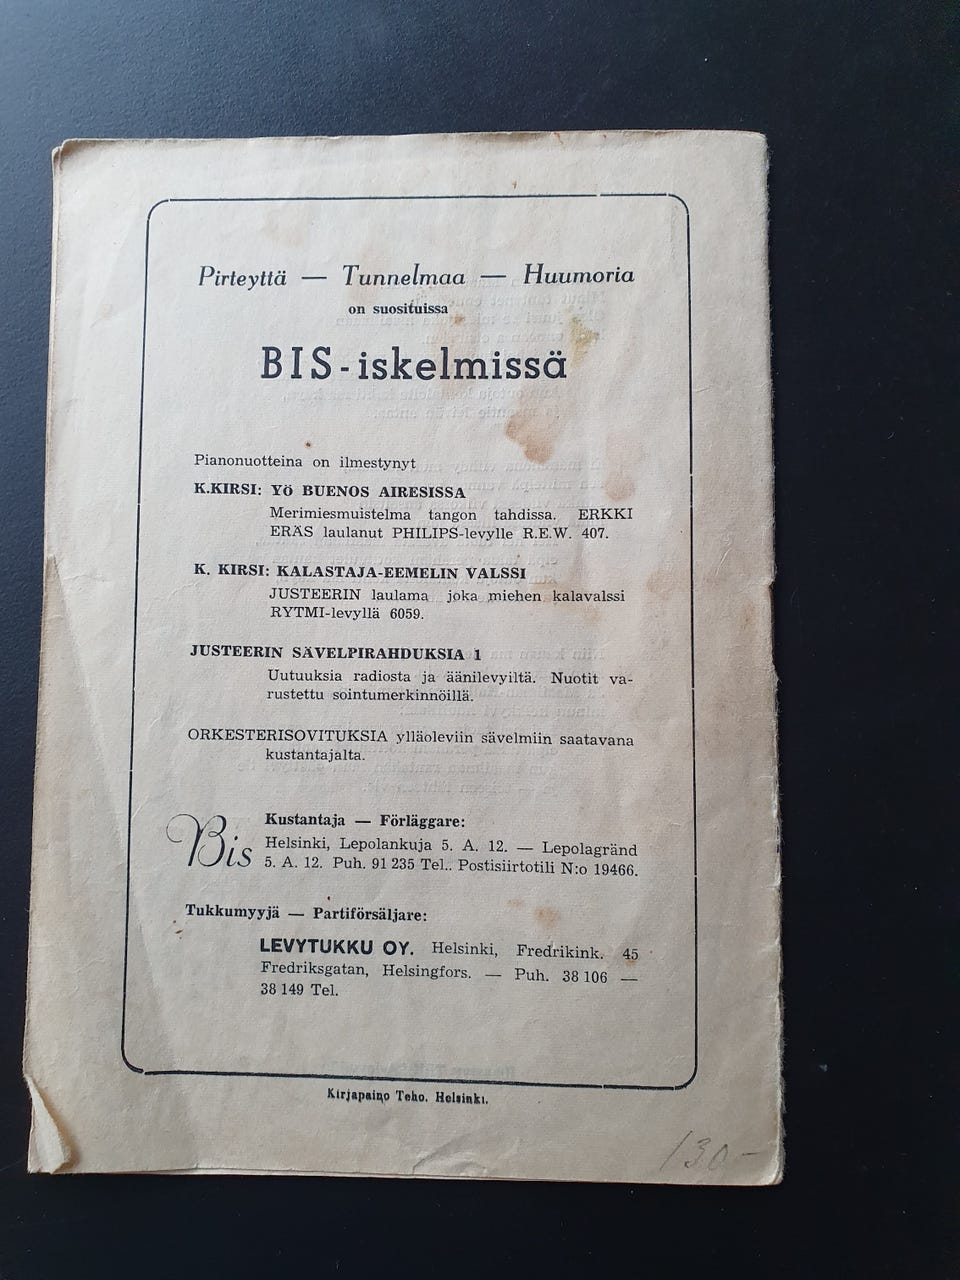 Pirteyttä — Tunnelmaa — Huumoria
on suosituissa
BIS-iskelmissä
Pianonuotteina on ilmestynyt
K.KIRSI: YÖ BUENOS AIRESISSA
Merimiesmuistelma tangon tahdissa. ERKKI
ERÄS laulanut PHILIPS-levylle R.E.W. 407.
K. KIRSI: KALASTAJA-EEMELIN VALSSI
JUSTEERIN laulama joka miehen kalavalssi
RYTMI-levyllä 6059.
JUSTEERIN SÄVELPIRAHDUKSIA 1
Uutuuksia radiosta ja äänilevyiltä. Nuotit va-
rustettu sointumerkinnöillä.
ORKESTERISOVITUKSIA ylläoleviin sävelmiin saatavana
kustantajalta.
Bis
Kustantaja — Förläggare:
Helsinki, Lepolankuja 5. A. 12. — Lepolagränd
5. A. 12. Puh. 91 235 Tel.. Postisiirtotili N:o 19466.
Tukkumyyjä — Partiförsäljare:
LEVYTUKKU OY. Helsinki, Fredrikink. 45
Fredriksgatan, Helsingfors. — Puh. 38 106 —
38 149 Tel.
Kirjapaino Teho. Helsinki.
130-